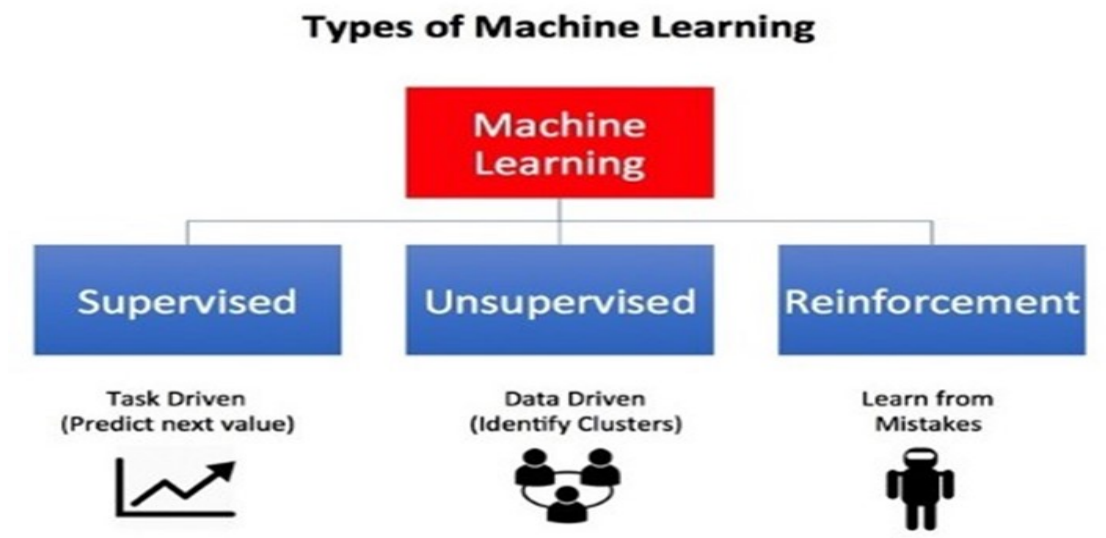 Types of Machine Learning
Machine
Learning
Supervised
Unsupervised
Reinforcement
Task Driven
(Predict next value)
Data Driven
(Identify Clusters)
Learn from
Mistakes